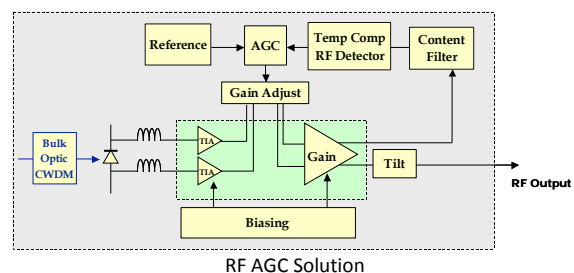 Reference
AGC
Temp Comp
RF Detector
Content
Filter
Gain Adjust
Bulk
Optic
CWDM
TIA
TIA
Gain
Tilt
RF Output
Biasing
RF AGC Solution